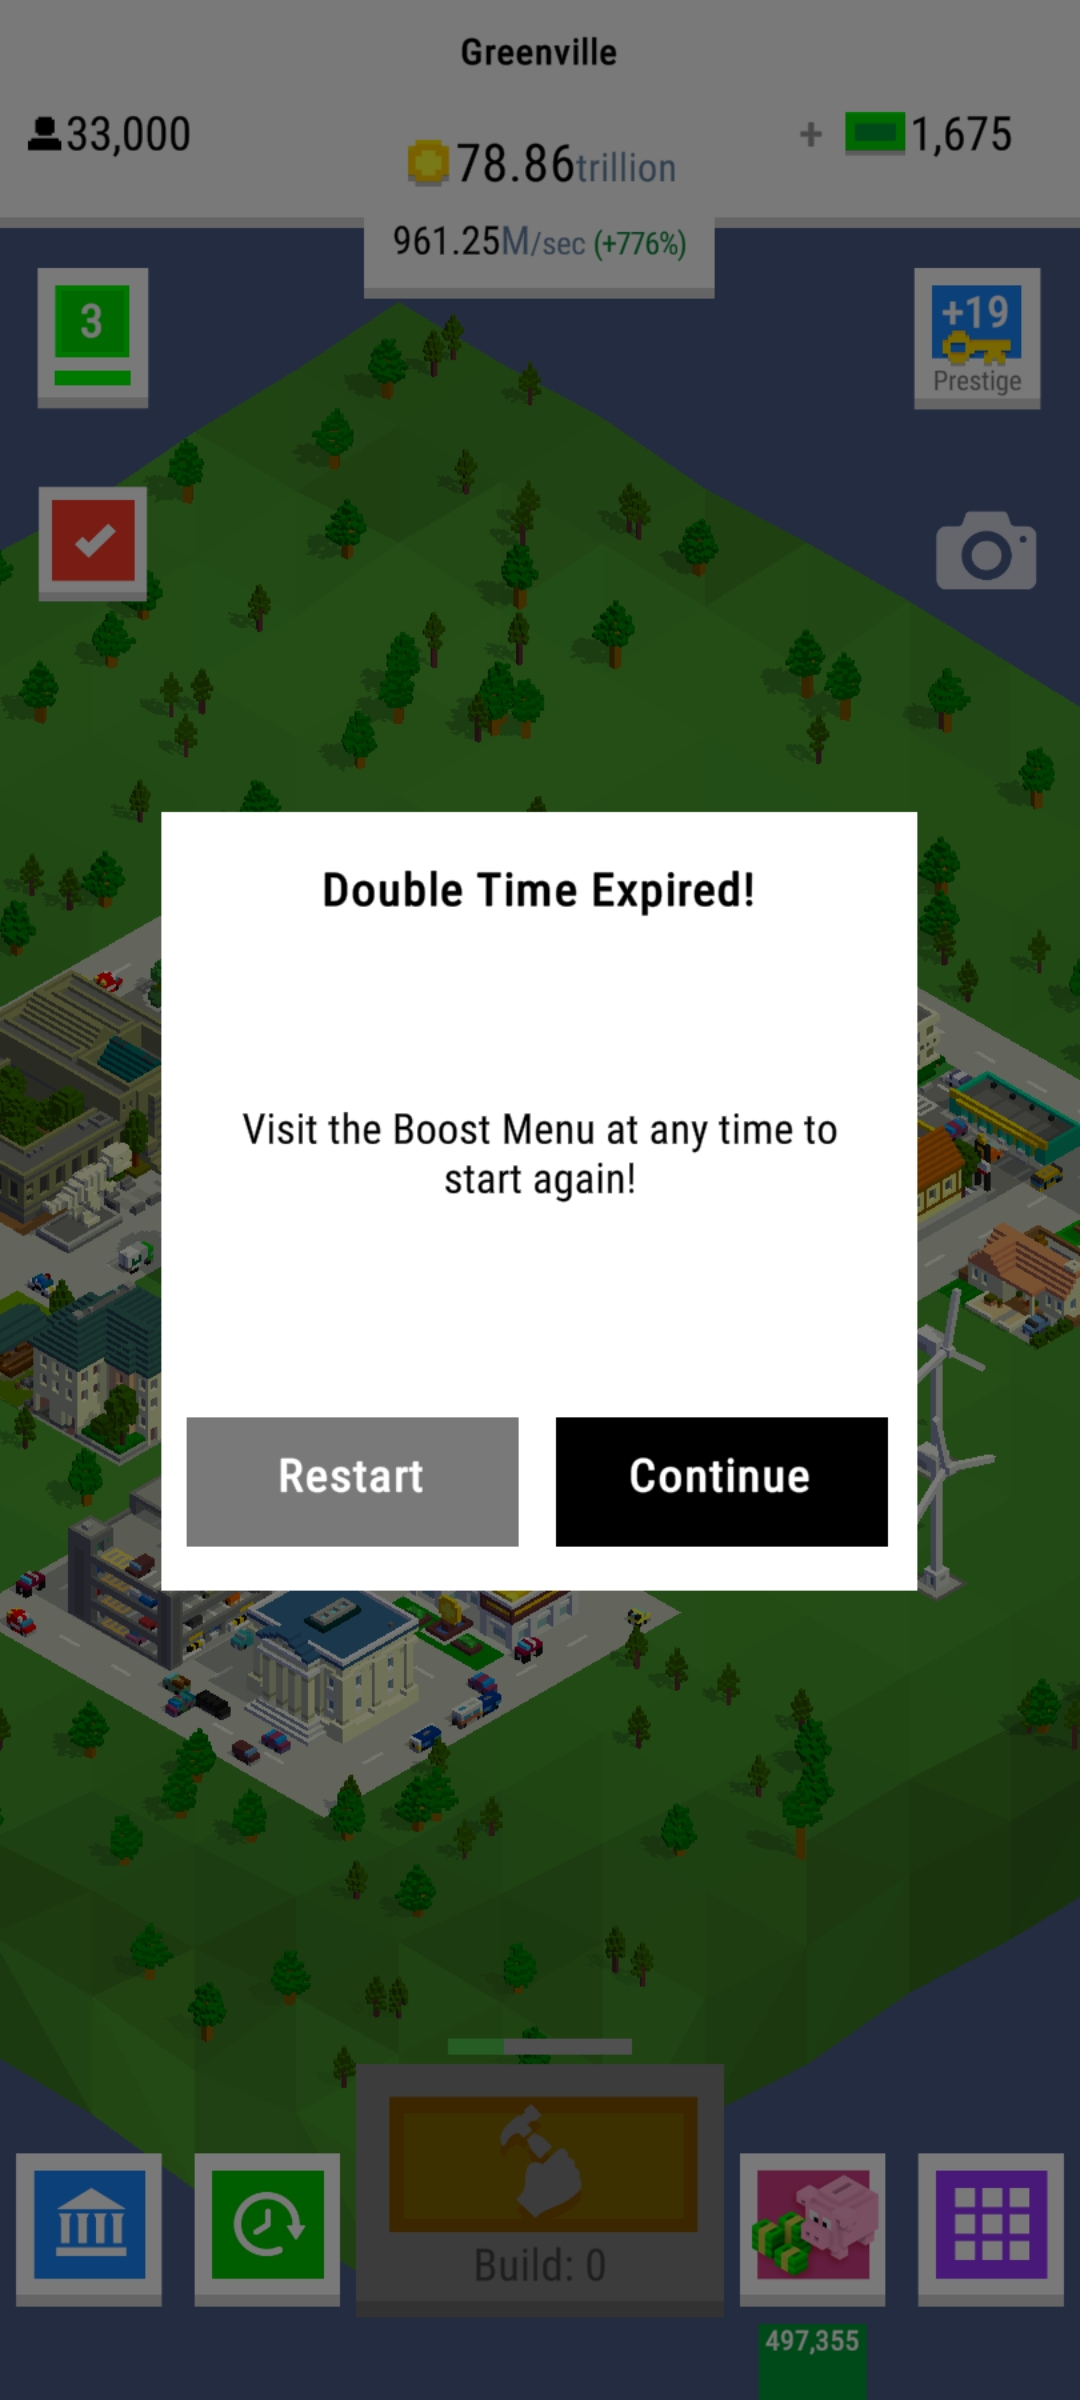 Greenville
33,000
78.86trillion
+ 1,675
961.25M/sec (+776%)
3
+19
Prestige
Double Time Expired!
Visit the Boost Menu at any time to
start again!
Restart
Continue
Build: 0
497,355